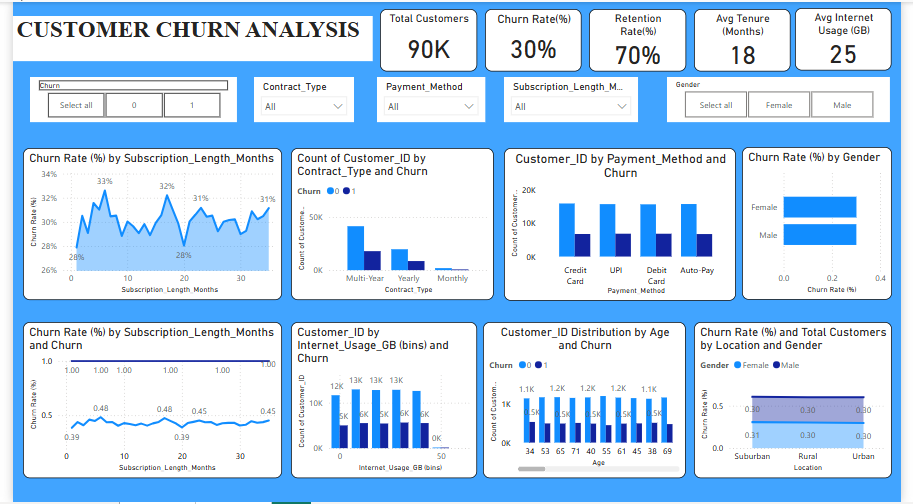 CUSTOMER CHURN ANALYSIS
Total Customers
90K
Churn Rate(%)
30%
Retention
Rate(%)
70%
Avg Tenure
(Months)
18
Avg Internet
Usage (GB)
25
Churn
Select all 0 1
Contract_Type
All
Payment_Method
All
Subscription_Length_M...
All
Gender
Select all Female Male
Churn Rate (%) by Subscription_Length_Months
34%
32%
30%
28%
26%
33% 32% 31% 31%
28% 28%
0 10 20 30
Churn Rate (%)
Subscription_Length_Months
Count of Customer_ID by
Contract_Type and Churn
Churn 0 1
50K
0K
Count of Custome...
Multi-Year Yearly Monthly
Contract_Type
Customer_ID by Payment_Method and
Churn
20K
10K
0K
Count of Customer...
Credit
Card
UPI
Debit
Card
Auto-Pay
Payment_Method
Churn Rate (%) by Gender
Female
Male
0.0 0.2 0.4
Churn Rate (%)
Churn Rate (%) by Subscription_Length_Months
and Churn
1.0
0.5
1.00 1.00 1.00 1.00 1.00 1.00
0.48 0.48 0.45 0.45
0.39 0.39
0 10 20 30
Churn Rate (%)
Subscription_Length_Months
Customer_ID by
Internet_Usage_GB (bins) and
Churn
10K
0K
Count of Customer_ID
12K 13K 13K 13K
5K 6K 5K 6K 6K 0K
0 50
Internet_Usage_GB (bins)
Customer_ID Distribution by Age
and Churn
Churn 0 1
1K
0K
Count of Custom...
1.1K 1.2K 1.2K 1.2K 1.1K
0.5K 0.5K 0.5K 0.5K 0.5K
34 53 65 71 40 55 61 45 38 69
Age
Churn Rate (%) and Total Customers
by Location and Gender
Gender Female Male
0.5
0.0
Churn Rate (%)
0.30 0.30 0.30
0.31 0.30 0.30
Suburban Rural Urban
Location